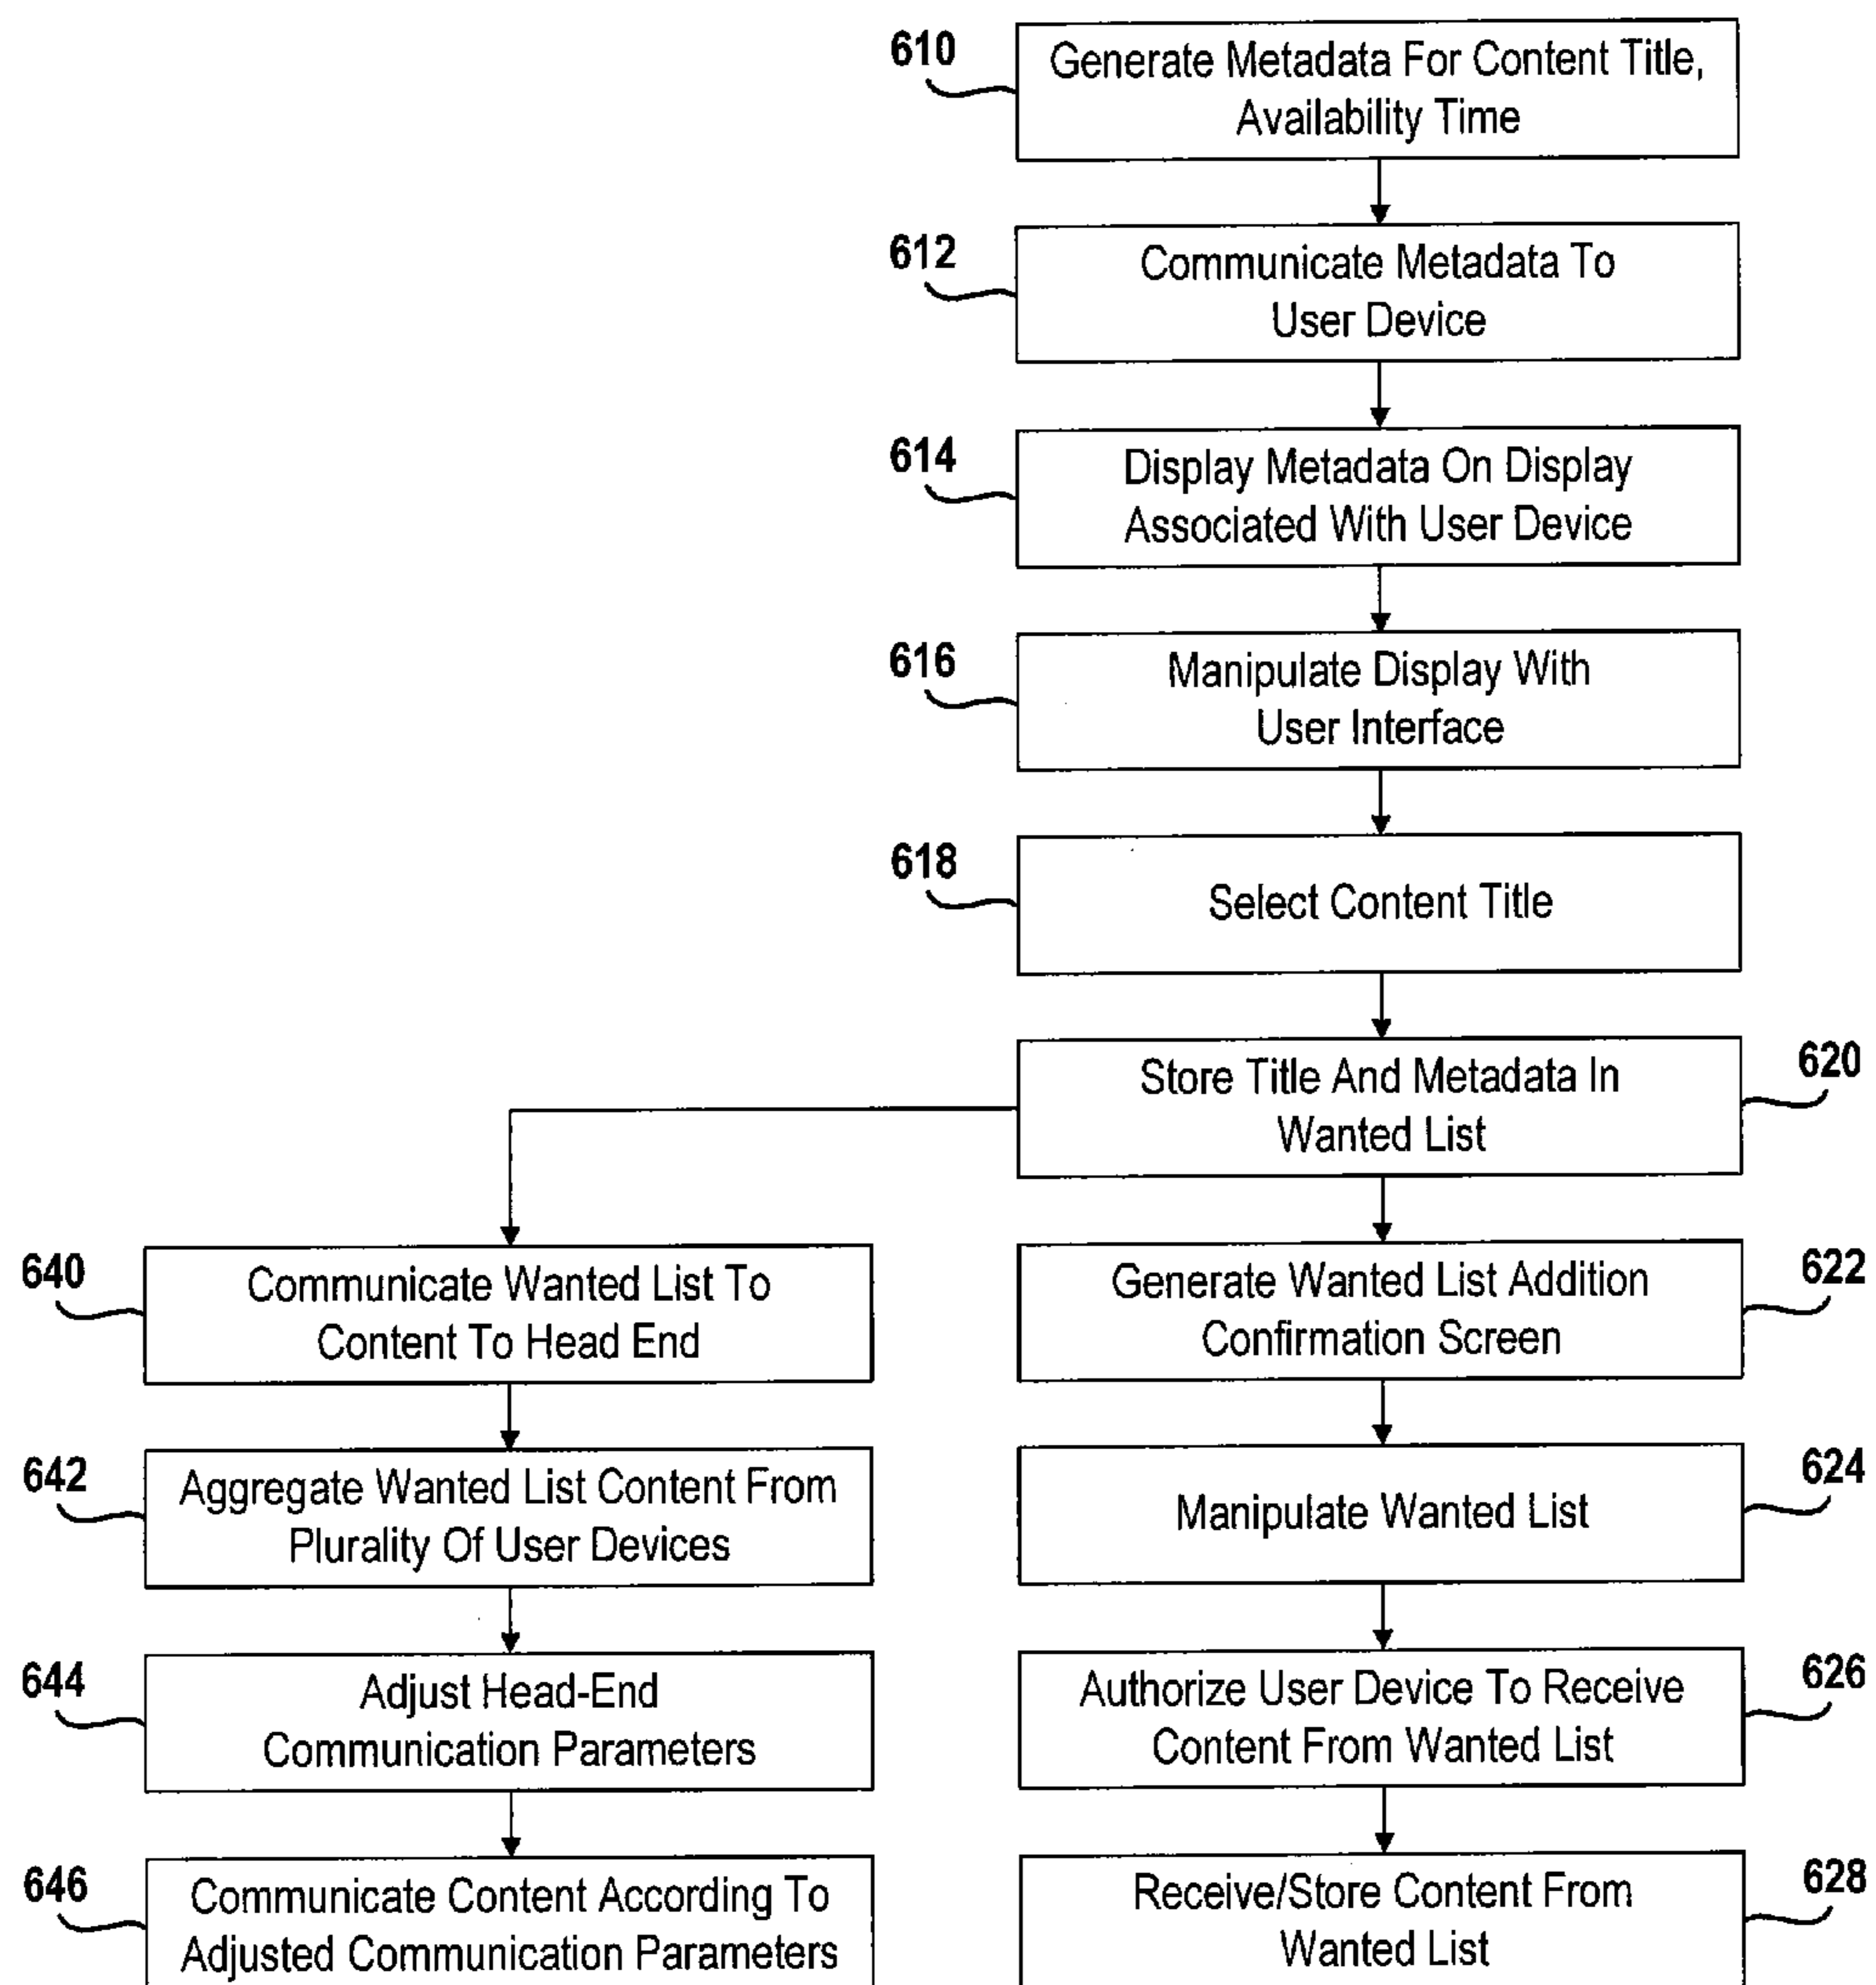 610
Generate Metadata For Content Title,
Availability Time
612
Communicate Metadata To
User Device
614
Display Metadata On Display
Associated With User Device
616
Manipulate Display With
User Interface
618
Select Content Title
620
Store Title And Metadata In
Wanted List
640
Communicate Wanted List To
Content To Head End
622
Generate Wanted List Addition
Confirmation Screen
642
Aggregate Wanted List Content From
Plurality Of User Devices
624
Manipulate Wanted List
644
Adjust Head-End
Communication Parameters
626
Authorize User Device To Receive
Content From Wanted List
646
Communicate Content According To
Adjusted Communication Parameters
628
Receive/Store Content From
Wanted List